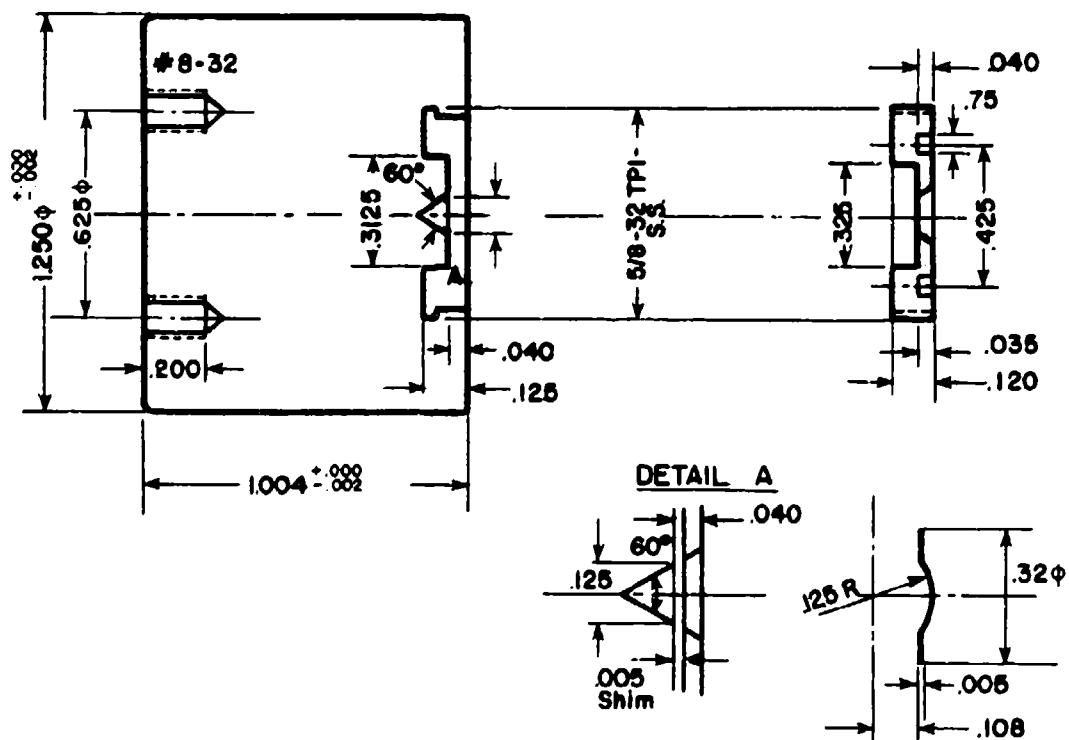 #8-32
1.250ϕ +.000 -.002
.625ϕ
.200
1.004 +.000 -.002
60°
.3125
A
.040
.125
5/8-32 TPI-
S.S.
.040
.75
.325
.425
.035
.120
DETAIL A
.040
60°
.125
.005
Shim
.125 R
.32ϕ
.005
.108